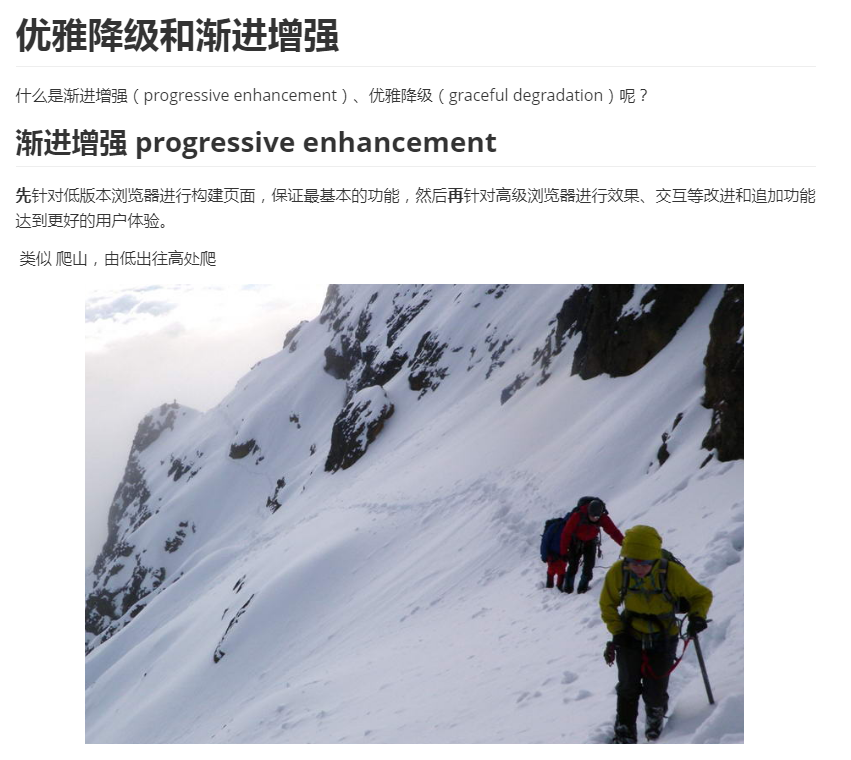 优雅降级和渐进增强
什么是渐进增强（progressive enhancement）、优雅降级（graceful degradation）呢？
渐进增强 progressive enhancement
先针对低版本浏览器进行构建页面，保证最基本的功能，然后再针对高级浏览器进行效果、交互等改进和追加功能
达到更好的用户体验。
类似 爬山，由低出往高处爬